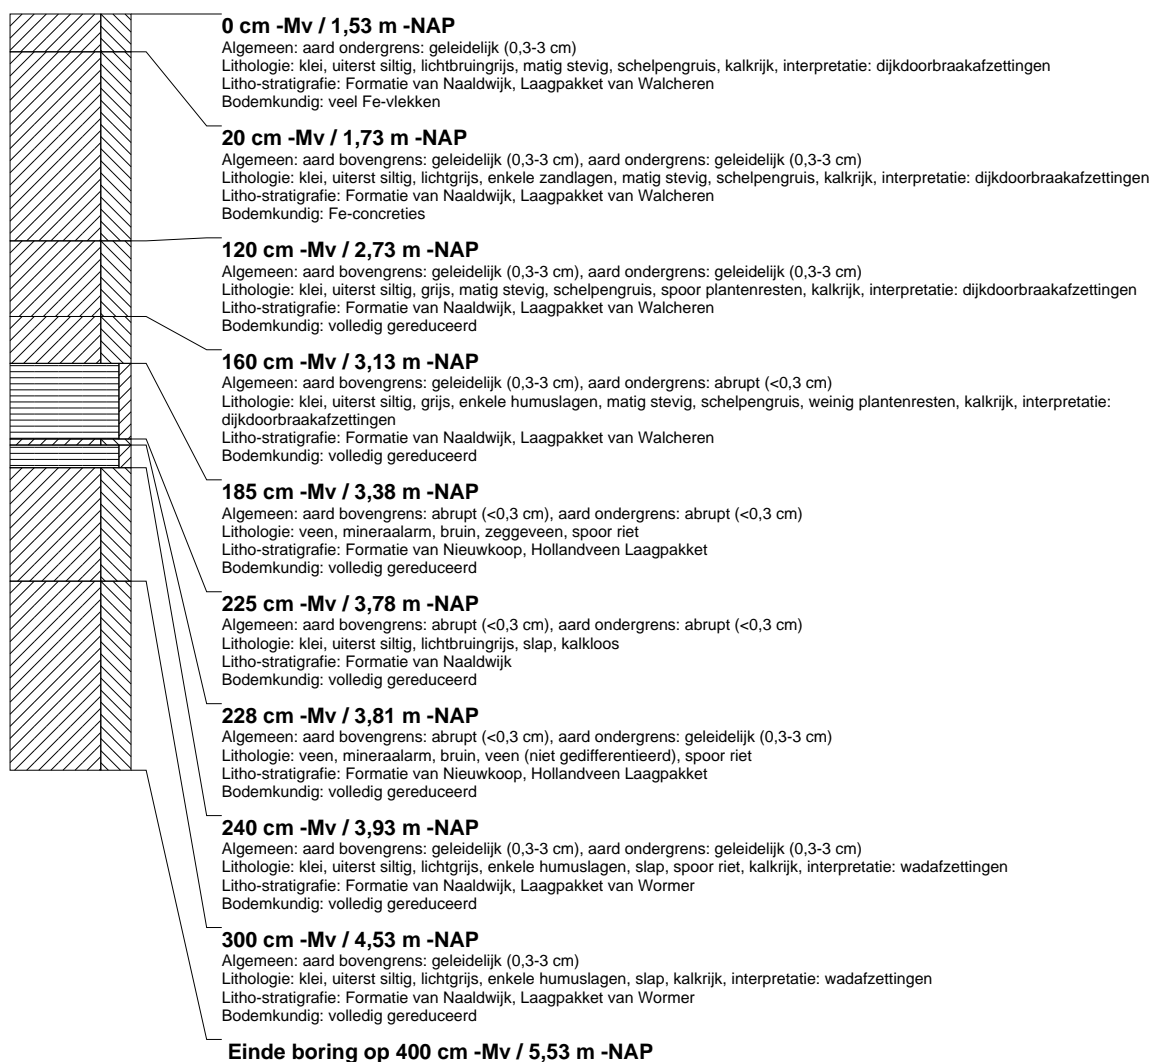 0 cm -Mv / 1,53 m -NAP
Algemeen: aard ondergrens: geleidelijk (0,3-3 cm)
Lithologie: klei, uiterst siltig, lichtbruingrijs, matig stevig, schelpengruis, kalkrijk, interpretatie: dijkdoorbraakafzettingen
Litho-stratigrafie: Formatie van Naaldwijk, Laagpakket van Walcheren
Bodemkundig: veel Fe-vlekken
20 cm -Mv / 1,73 m -NAP
Algemeen: aard bovengrens: geleidelijk (0,3-3 cm), aard ondergrens: geleidelijk (0,3-3 cm)
Lithologie: klei, uiterst siltig, lichtgrijs, enkele zandlagen, matig stevig, schelpengruis, kalkrijk, interpretatie: dijkdoorbraakafzettingen
Litho-stratigrafie: Formatie van Naaldwijk, Laagpakket van Walcheren
Bodemkundig: Fe-concreties
120 cm -Mv / 2,73 m -NAP
Algemeen: aard bovengrens: geleidelijk (0,3-3 cm), aard ondergrens: geleidelijk (0,3-3 cm)
Lithologie: klei, uiterst siltig, grijs, matig stevig, schelpengruis, spoor plantenresten, kalkrijk, interpretatie: dijkdoorbraakafzettingen
Litho-stratigrafie: Formatie van Naaldwijk, Laagpakket van Walcheren
Bodemkundig: volledig gereduceerd
160 cm -Mv / 3,13 m -NAP
Algemeen: aard bovengrens: geleidelijk (0,3-3 cm), aard ondergrens: abrupt (<0,3 cm)
Lithologie: klei, uiterst siltig, grijs, enkele humuslagen, matig stevig, schelpengruis, weinig plantenresten, kalkrijk, interpretatie:
dijkdoorbraakafzettingen
Litho-stratigrafie: Formatie van Naaldwijk, Laagpakket van Walcheren
Bodemkundig: volledig gereduceerd
185 cm -Mv / 3,38 m -NAP
Algemeen: aard bovengrens: abrupt (<0,3 cm), aard ondergrens: abrupt (<0,3 cm)
Lithologie: veen, mineraalarm, bruin, zeggeveen, spoor riet
Litho-stratigrafie: Formatie van Nieuwkoop, Hollandveen Laagpakket
Bodemkundig: volledig gereduceerd
225 cm -Mv / 3,78 m -NAP
Algemeen: aard bovengrens: abrupt (<0,3 cm), aard ondergrens: abrupt (<0,3 cm)
Lithologie: klei, uiterst siltig, lichtbruingrijs, slap, kalkloos
Litho-stratigrafie: Formatie van Naaldwijk
Bodemkundig: volledig gereduceerd
228 cm -Mv / 3,81 m -NAP
Algemeen: aard bovengrens: abrupt (<0,3 cm), aard ondergrens: geleidelijk (0,3-3 cm)
Lithologie: veen, mineraalarm, bruin, veen (niet gedifferentieerd), spoor riet
Litho-stratigrafie: Formatie van Nieuwkoop, Hollandveen Laagpakket
Bodemkundig: volledig gereduceerd
240 cm -Mv / 3,93 m -NAP
Algemeen: aard bovengrens: geleidelijk (0,3-3 cm), aard ondergrens: geleidelijk (0,3-3 cm)
Lithologie: klei, uiterst siltig, lichtgrijs, enkele humuslagen, slap, spoor riet, kalkrijk, interpretatie: wadafzettingen
Litho-stratigrafie: Formatie van Naaldwijk, Laagpakket van Wormer
Bodemkundig: volledig gereduceerd
300 cm -Mv / 4,53 m -NAP
Algemeen: aard bovengrens: geleidelijk (0,3-3 cm)
Lithologie: klei, uiterst siltig, lichtgrijs, enkele humuslagen, slap, kalkrijk, interpretatie: wadafzettingen
Litho-stratigrafie: Formatie van Naaldwijk, Laagpakket van Wormer
Bodemkundig: volledig gereduceerd
Einde boring op 400 cm -Mv / 5,53 m -NAP